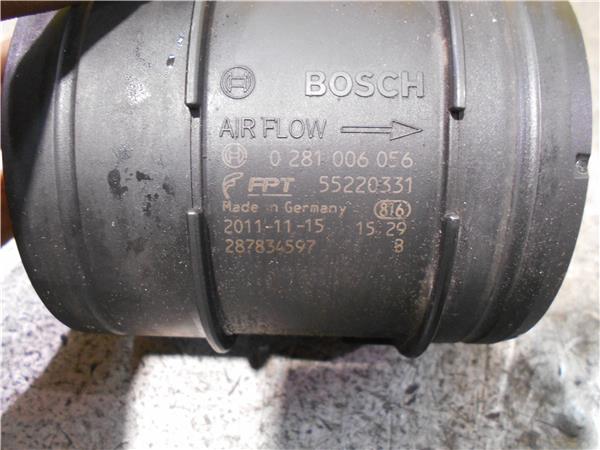 BOSCH
AIR FLOW
0 281 006 056
FPT 55220331
Made in Germany 816
2011-11-15 15:29
287834597 B